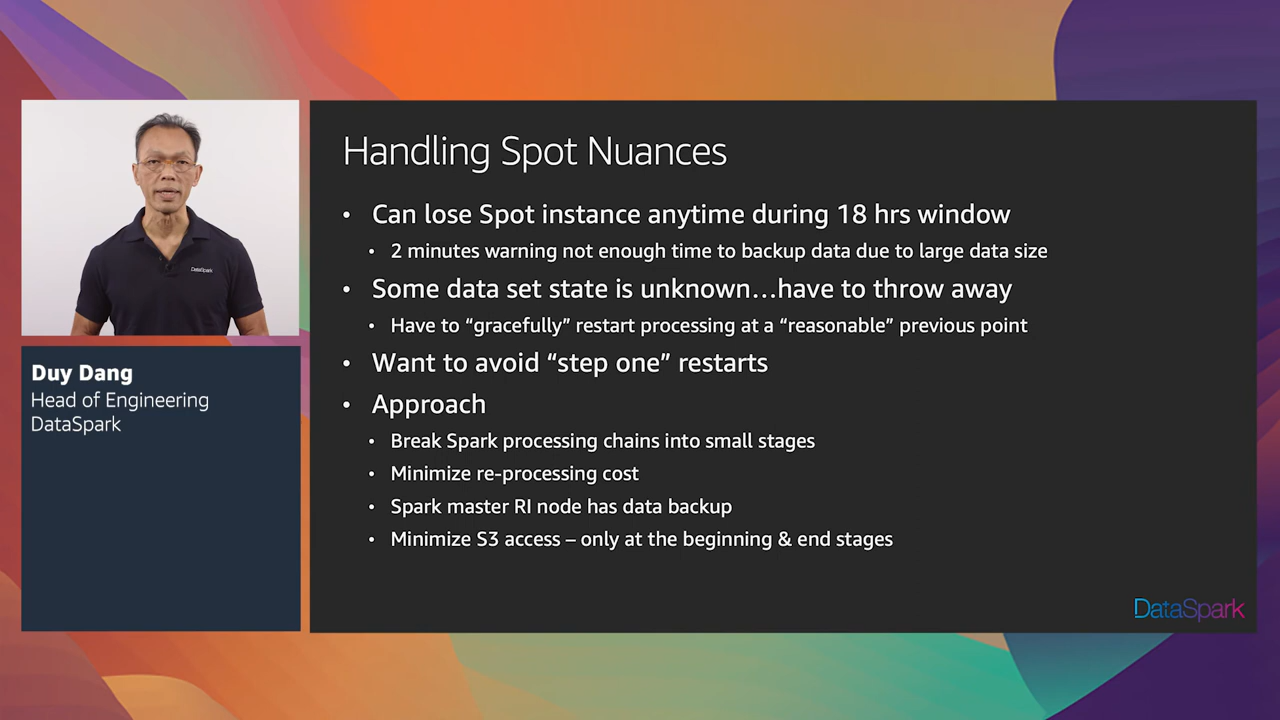 Handling Spot Nuances
• Can lose Spot instance anytime during 18 hrs window
• 2 minutes warning not enough time to backup data due to large data size
• Some data set state is unknown...have to throw away
• Have to “gracefully” restart processing at a “reasonable” previous point
• Want to avoid “step one” restarts
• Approach
• Break Spark processing chains into small stages
• Minimize re-processing cost
• Spark master RI node has data backup
• Minimize S3 access – only at the beginning & end stages
DataSpark
DataSpark
Duy Dang
Head of Engineering
DataSpark